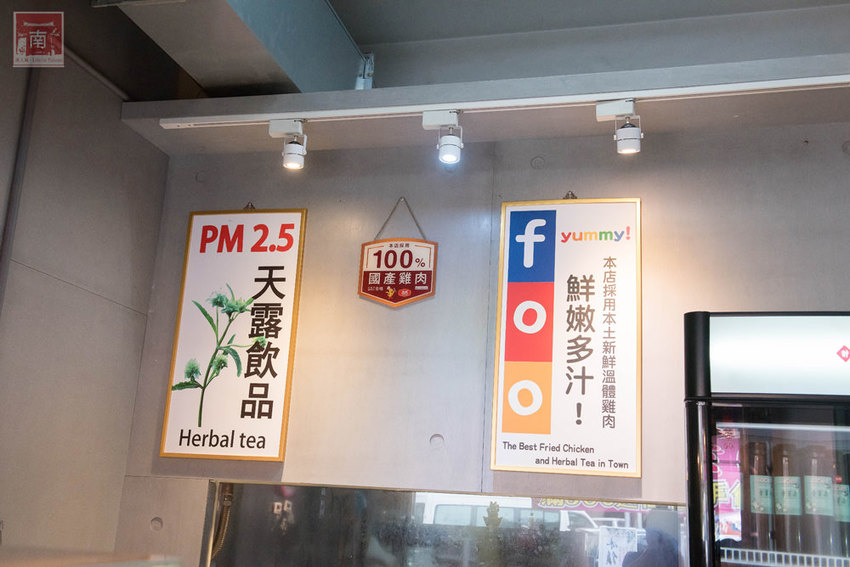 南
PM 2.5
天露飲品
Herbal tea
本店採用
100%
國產雞肉
foo
yummy!
本店採用本土新鮮溫體雞肉
鮮嫩多汁！
The Best Fried Chicken
and Herbal Tea in Town